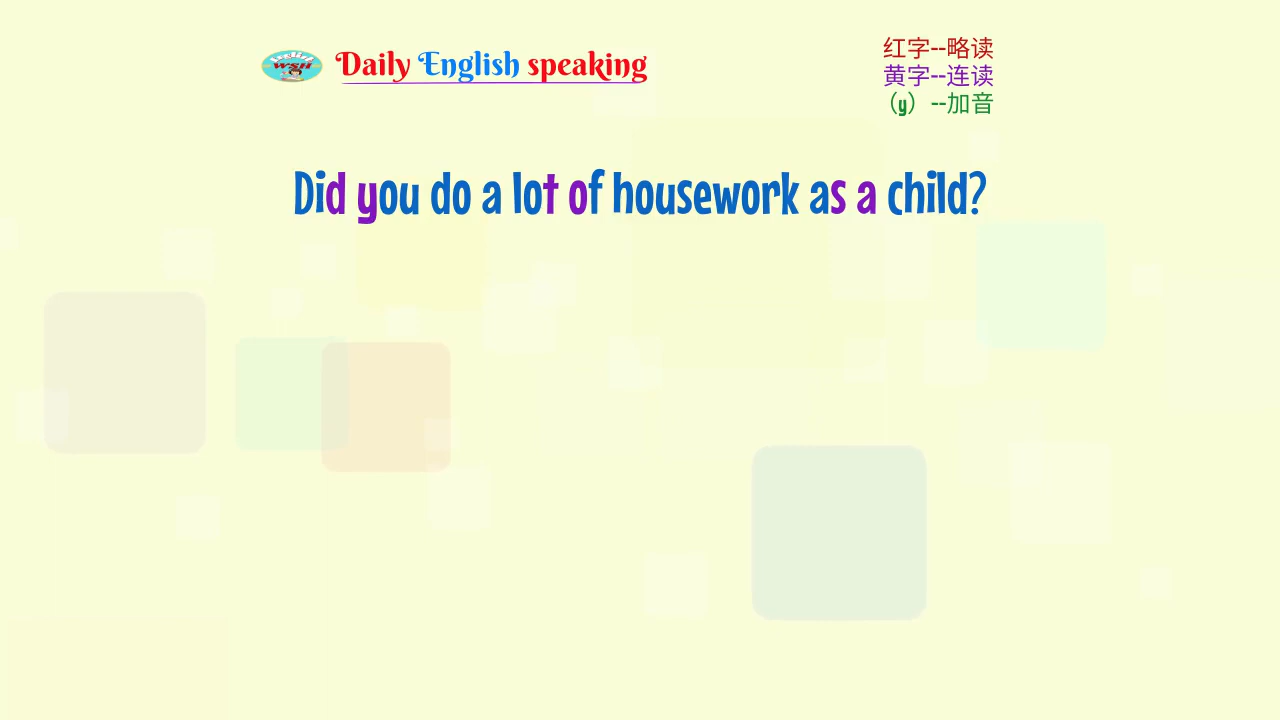 WSH
Daily English speaking
红字--略读
黄字--连读
（y）--加音
Did you do a lot of housework as a child?